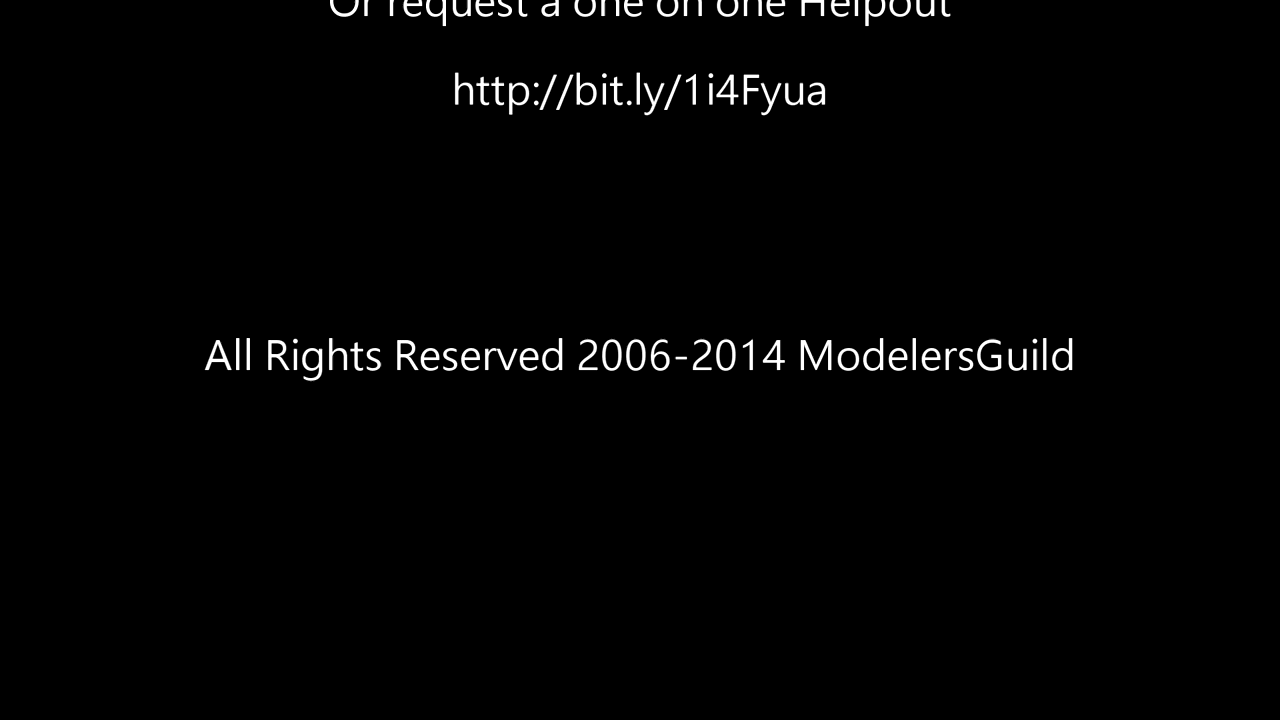 Or request a one on one Helpout
http://bit.ly/1i4Fyua
All Rights Reserved 2006-2014 ModelersGuild